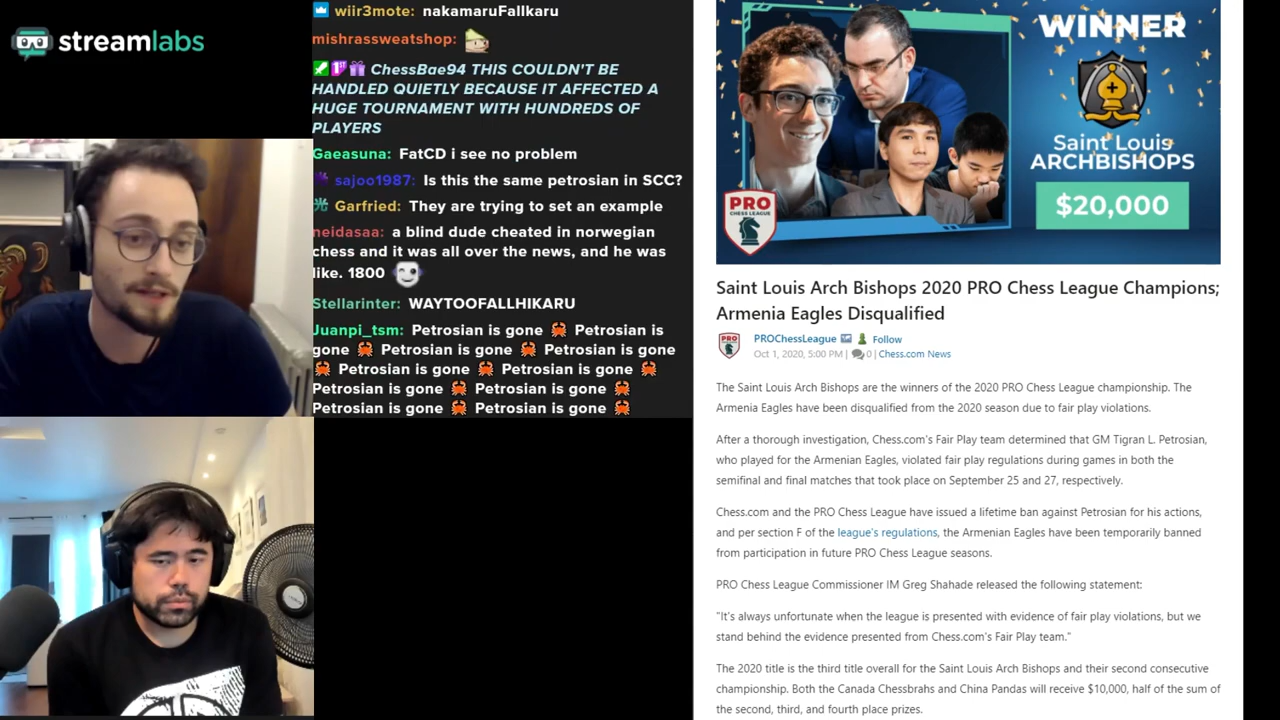 streamlabs
wiir3mote: nakamaruFallkaru
mishrassweatshop:
ChessBae94 THIS COULDN'T BE
HANDLED QUIETLY BECAUSE IT AFFECTED A
HUGE TOURNAMENT WITH HUNDREDS OF
PLAYERS
Gaeasuna: FatCD i see no problem
sajoo1987: Is this the same petrosian in SCC?
Garfried: They are trying to set an example
neidasaa: a blind dude cheated in norwegian
chess and it was all over the news, and he was
like. 1800
Stellarinter: WAYTOOFALLHIKARU
Juanpi_tsm: Petrosian is gone 🦀 Petrosian is
gone 🦀 Petrosian is gone 🦀 Petrosian is gone
🦀 Petrosian is gone 🦀 Petrosian is gone 🦀
Petrosian is gone 🦀 Petrosian is gone 🦀
Petrosian is gone 🦀 Petrosian is gone 🦀
WINNER
Saint Louis
ARCHBISHOPS
$20,000
PRO
CHESS LEAGUE
Saint Louis Arch Bishops 2020 PRO Chess League Champions;
Armenia Eagles Disqualified
PROChessLeague Follow
Oct 1, 2020, 5:00 PM | 0 | Chess.com News
The Saint Louis Arch Bishops are the winners of the 2020 PRO Chess League championship. The
Armenia Eagles have been disqualified from the 2020 season due to fair play violations.
After a thorough investigation, Chess.com's Fair Play team determined that GM Tigran L. Petrosian,
who played for the Armenian Eagles, violated fair play regulations during games in both the
semifinal and final matches that took place on September 25 and 27, respectively.
Chess.com and the PRO Chess League have issued a lifetime ban against Petrosian for his actions,
and per section F of the league's regulations, the Armenian Eagles have been temporarily banned
from participation in future PRO Chess League seasons.
PRO Chess League Commissioner IM Greg Shahade released the following statement:
"It's always unfortunate when the league is presented with evidence of fair play violations, but we
stand behind the evidence presented from Chess.com's Fair Play team."
The 2020 title is the third title overall for the Saint Louis Arch Bishops and their second consecutive
championship. Both the Canada Chessbrahs and China Pandas will receive $10,000, half of the sum of
the second, third, and fourth place prizes.